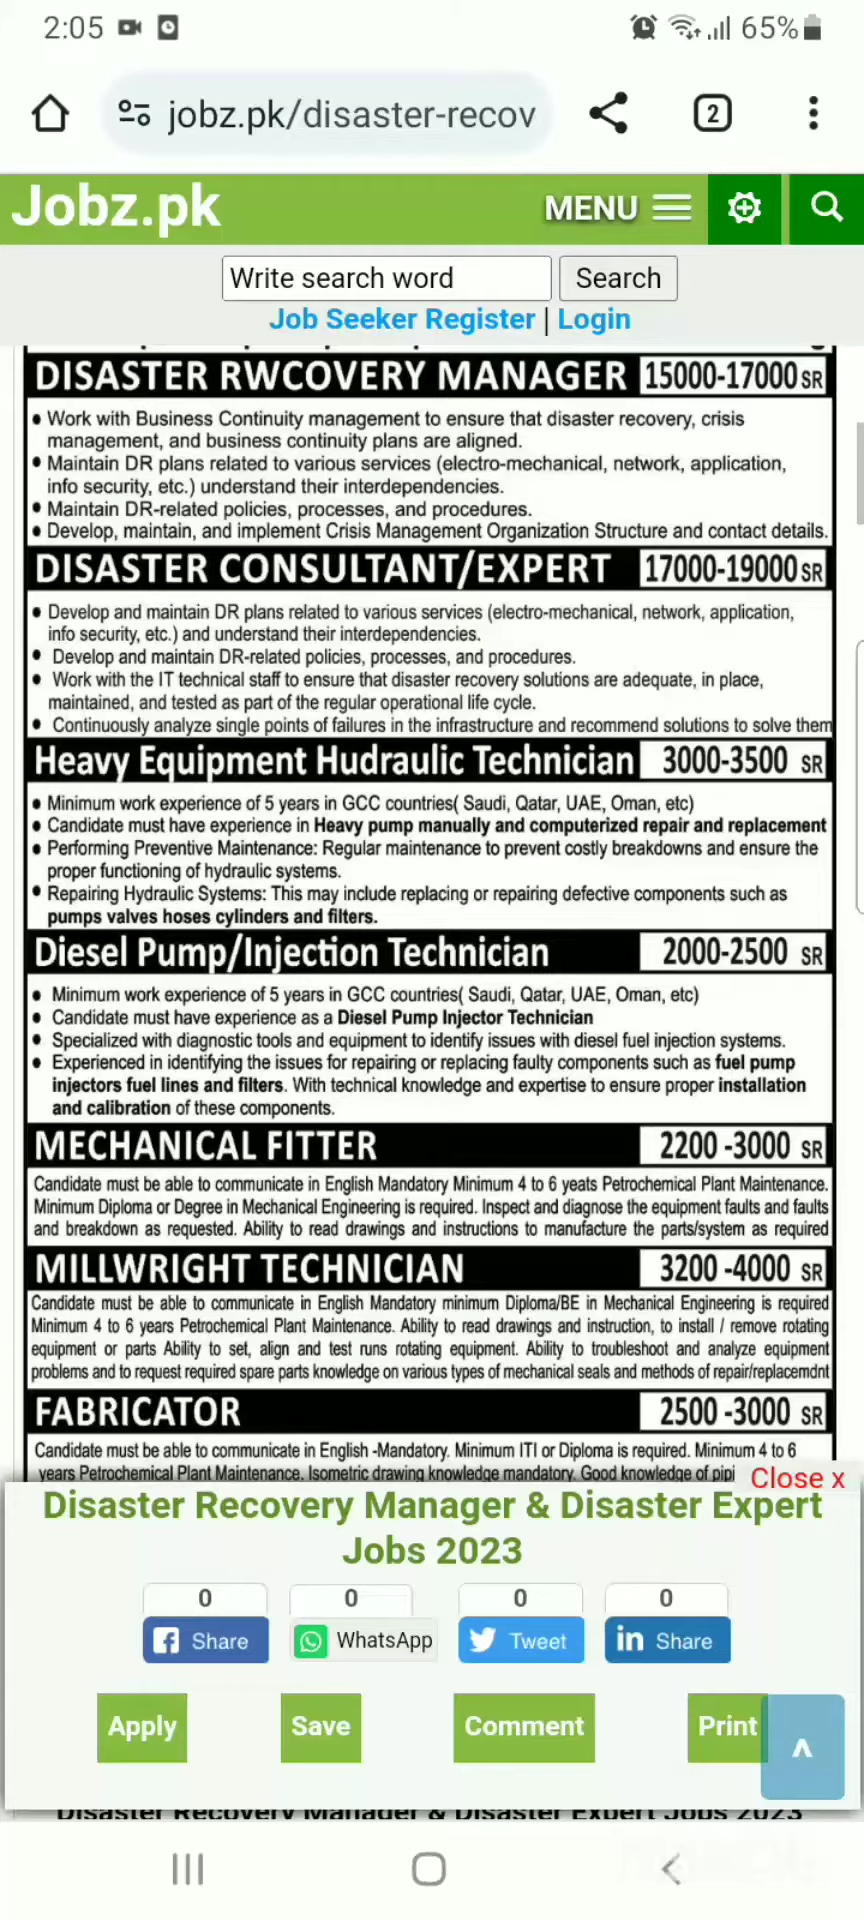 2:05
65%
jobz.pk/disaster-recov
2
Jobz.pk
MENU
Write search word
Search
Job Seeker Register | Login
DISASTER RWCOVERY MANAGER 15000-17000 SR
• Work with Business Continuity management to ensure that disaster recovery, crisis
management, and business continuity plans are aligned.
• Maintain DR plans related to various services (electro-mechanical, network, application,
info security, etc.) understand their interdependencies.
• Maintain DR-related policies, processes, and procedures.
• Develop, maintain, and implement Crisis Management Organization Structure and contact details.
DISASTER CONSULTANT/EXPERT 17000-19000 SR
• Develop and maintain DR plans related to various services (electro-mechanical, network, application,
info security, etc.) and understand their interdependencies.
• Develop and maintain DR-related policies, processes, and procedures.
• Work with the IT technical staff to ensure that disaster recovery solutions are adequate, in place,
maintained, and tested as part of the regular operational life cycle.
• Continuously analyze single points of failures in the infrastructure and recommend solutions to solve them
Heavy Equipment Hudraulic Technician 3000-3500 SR
• Minimum work experience of 5 years in GCC countries( Saudi, Qatar, UAE, Oman, etc)
• Candidate must have experience in Heavy pump manually and computerized repair and replacement
• Performing Preventive Maintenance: Regular maintenance to prevent costly breakdowns and ensure the
proper functioning of hydraulic systems.
• Repairing Hydraulic Systems: This may include replacing or repairing defective components such as
pumps valves hoses cylinders and filters.
Diesel Pump/Injection Technician 2000-2500 SR
• Minimum work experience of 5 years in GCC countries( Saudi, Qatar, UAE, Oman, etc)
• Candidate must have experience as a Diesel Pump Injector Technician
• Specialized with diagnostic tools and equipment to identify issues with diesel fuel injection systems.
• Experienced in identifying the issues for repairing or replacing faulty components such as fuel pump
injectors fuel lines and filters. With technical knowledge and expertise to ensure proper installation
and calibration of these components.
MECHANICAL FITTER 2200 -3000 SR
Candidate must be able to communicate in English Mandatory Minimum 4 to 6 yeats Petrochemical Plant Maintenance.
Minimum Diploma or Degree in Mechanical Engineering is required. Inspect and diagnose the equipment faults and faults
and breakdown as requested. Ability to read drawings and instructions to manufacture the parts/system as required
MILLWRIGHT TECHNICIAN 3200 -4000 SR
Candidate must be able to communicate in English Mandatory minimum Diploma/BE in Mechanical Engineering is required
Minimum 4 to 6 years Petrochemical Plant Maintenance. Ability to read drawings and instruction, to install / remove rotating
equipment or parts Ability to set, align and test runs rotating equipment. Ability to troubleshoot and analyze equipment
problems and to request required spare parts knowledge on various types of mechanical seals and methods of repair/replacemdnt
FABRICATOR 2500 -3000 SR
Candidate must be able to communicate in English -Mandatory. Minimum ITI or Diploma is required. Minimum 4 to 6
years Petrochemical Plant Maintenance. Isometric drawing knowledge mandatory. Good knowledge of pipi
Close x
Disaster Recovery Manager & Disaster Expert
Jobs 2023
0 0 0 0
Share WhatsApp Tweet Share
Apply Save Comment Print
Disaster Recovery Manager & Disaster Expert Jobs 2023